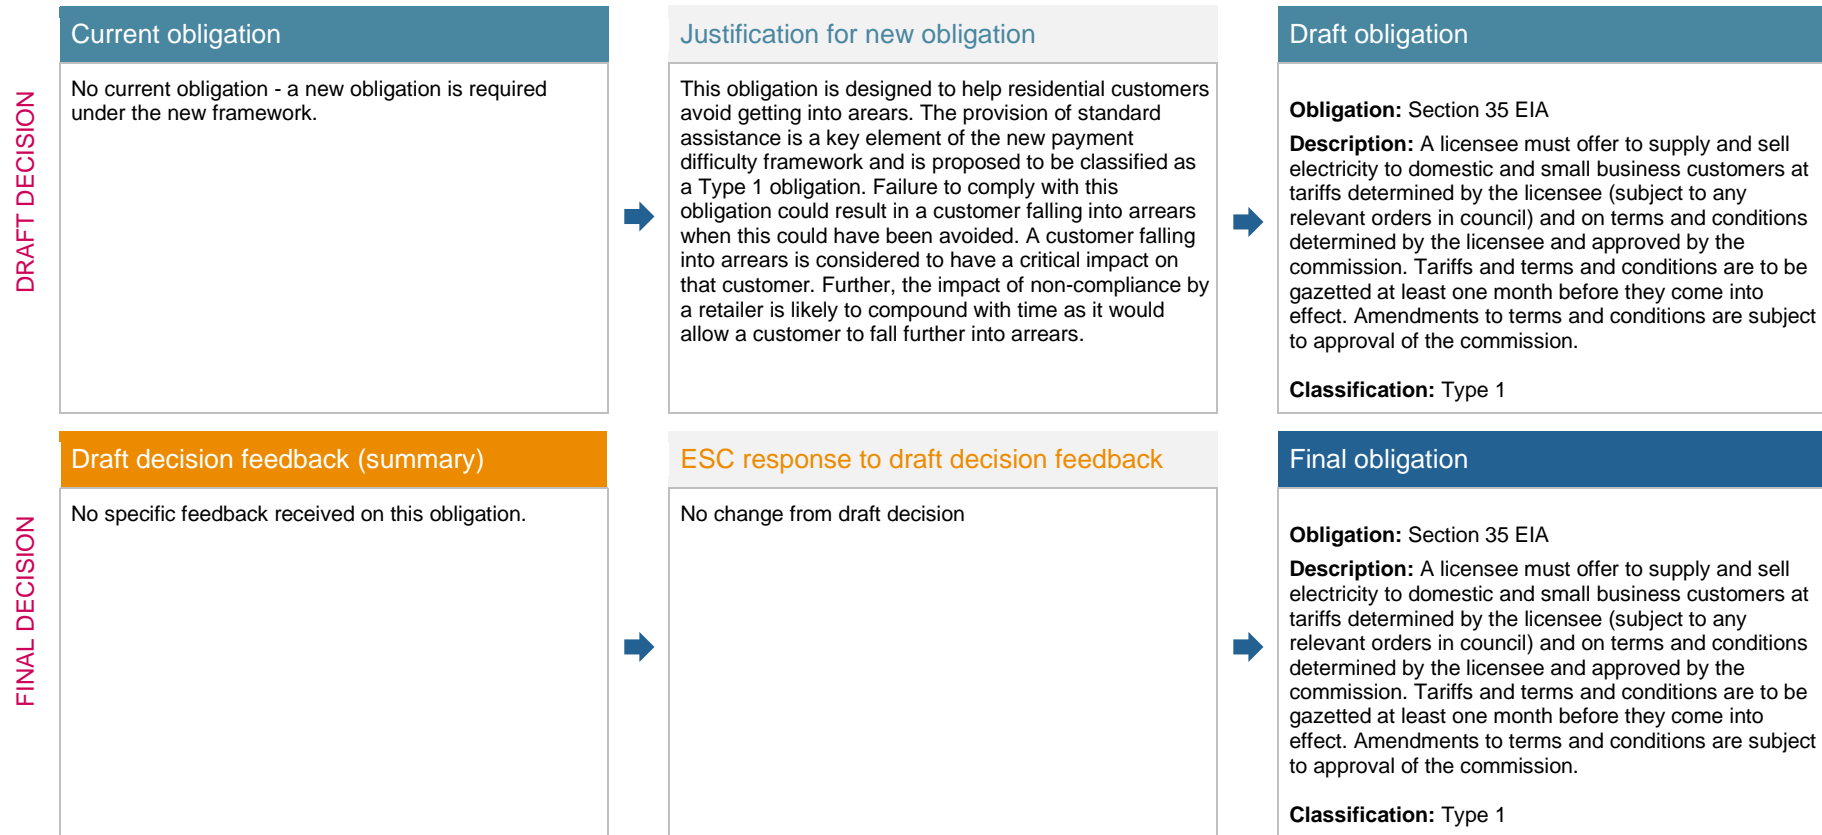 DRAFT DECISION
Current obligation
No current obligation - a new obligation is required
under the new framework.
Justification for new obligation
This obligation is designed to help residential customers
avoid getting into arears. The provision of standard
assistance is a key element of the new payment
difficulty framework and is proposed to be classified as
a Type 1 obligation. Failure to comply with this
obligation could result in a customer falling into arrears
when this could have been avoided. A customer falling
into arrears is considered to have a critical impact on
that customer. Further, the impact of non-compliance by
a retailer is likely to compound with time as it would
allow a customer to fall further into arrears.
Draft obligation
Obligation: Section 35 EIA
Description: A licensee must offer to supply and sell
electricity to domestic and small business customers at
tariffs determined by the licensee (subject to any
relevant orders in council) and on terms and conditions
determined by the licensee and approved by the
commission. Tariffs and terms and conditions are to be
gazetted at least one month before they come into
effect. Amendments to terms and conditions are subject
to approval of the commission.
Classification: Type 1
FINAL DECISION
Draft decision feedback (summary)
No specific feedback received on this obligation.
ESC response to draft decision feedback
No change from draft decision
Final obligation
Obligation: Section 35 EIA
Description: A licensee must offer to supply and sell
electricity to domestic and small business customers at
tariffs determined by the licensee (subject to any
relevant orders in council) and on terms and conditions
determined by the licensee and approved by the
commission. Tariffs and terms and conditions are to be
gazetted at least one month before they come into
effect. Amendments to terms and conditions are subject
to approval of the commission.
Classification: Type 1